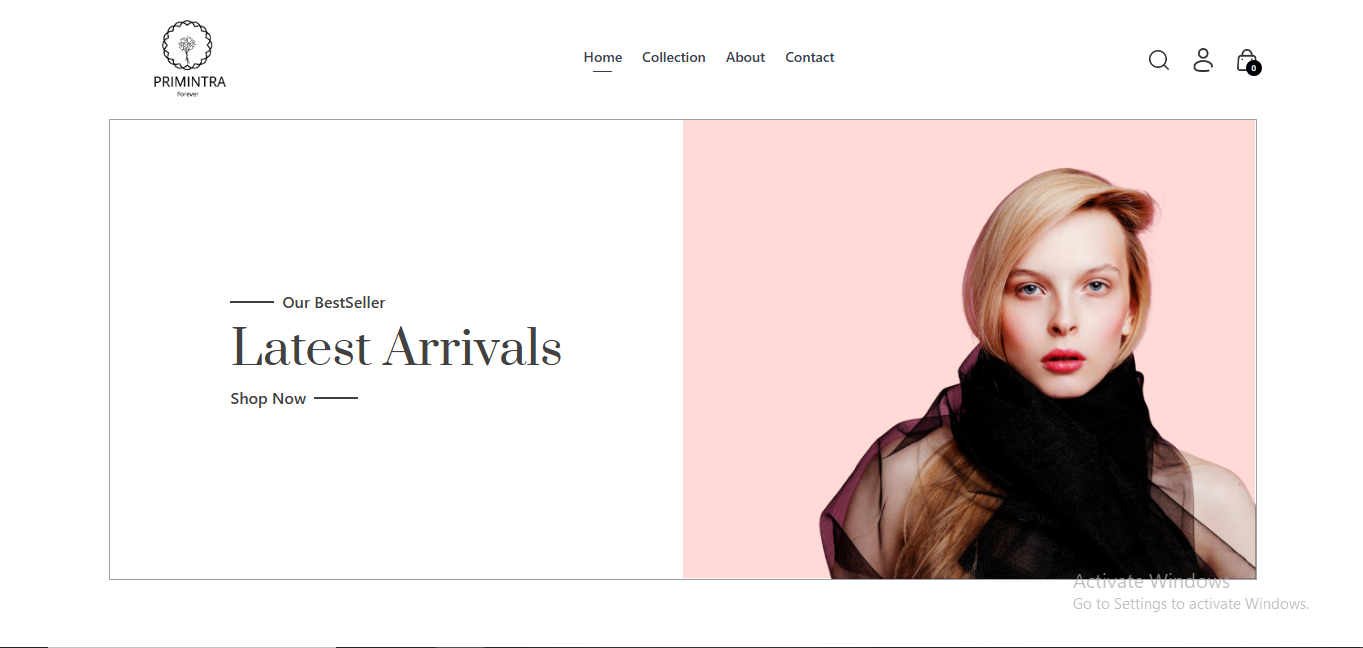 PRIMINTRA
Forever
Home Collection About Contact
0
Our BestSeller
Latest Arrivals
Shop Now
Activate Windows
Go to Settings to activate Windows.